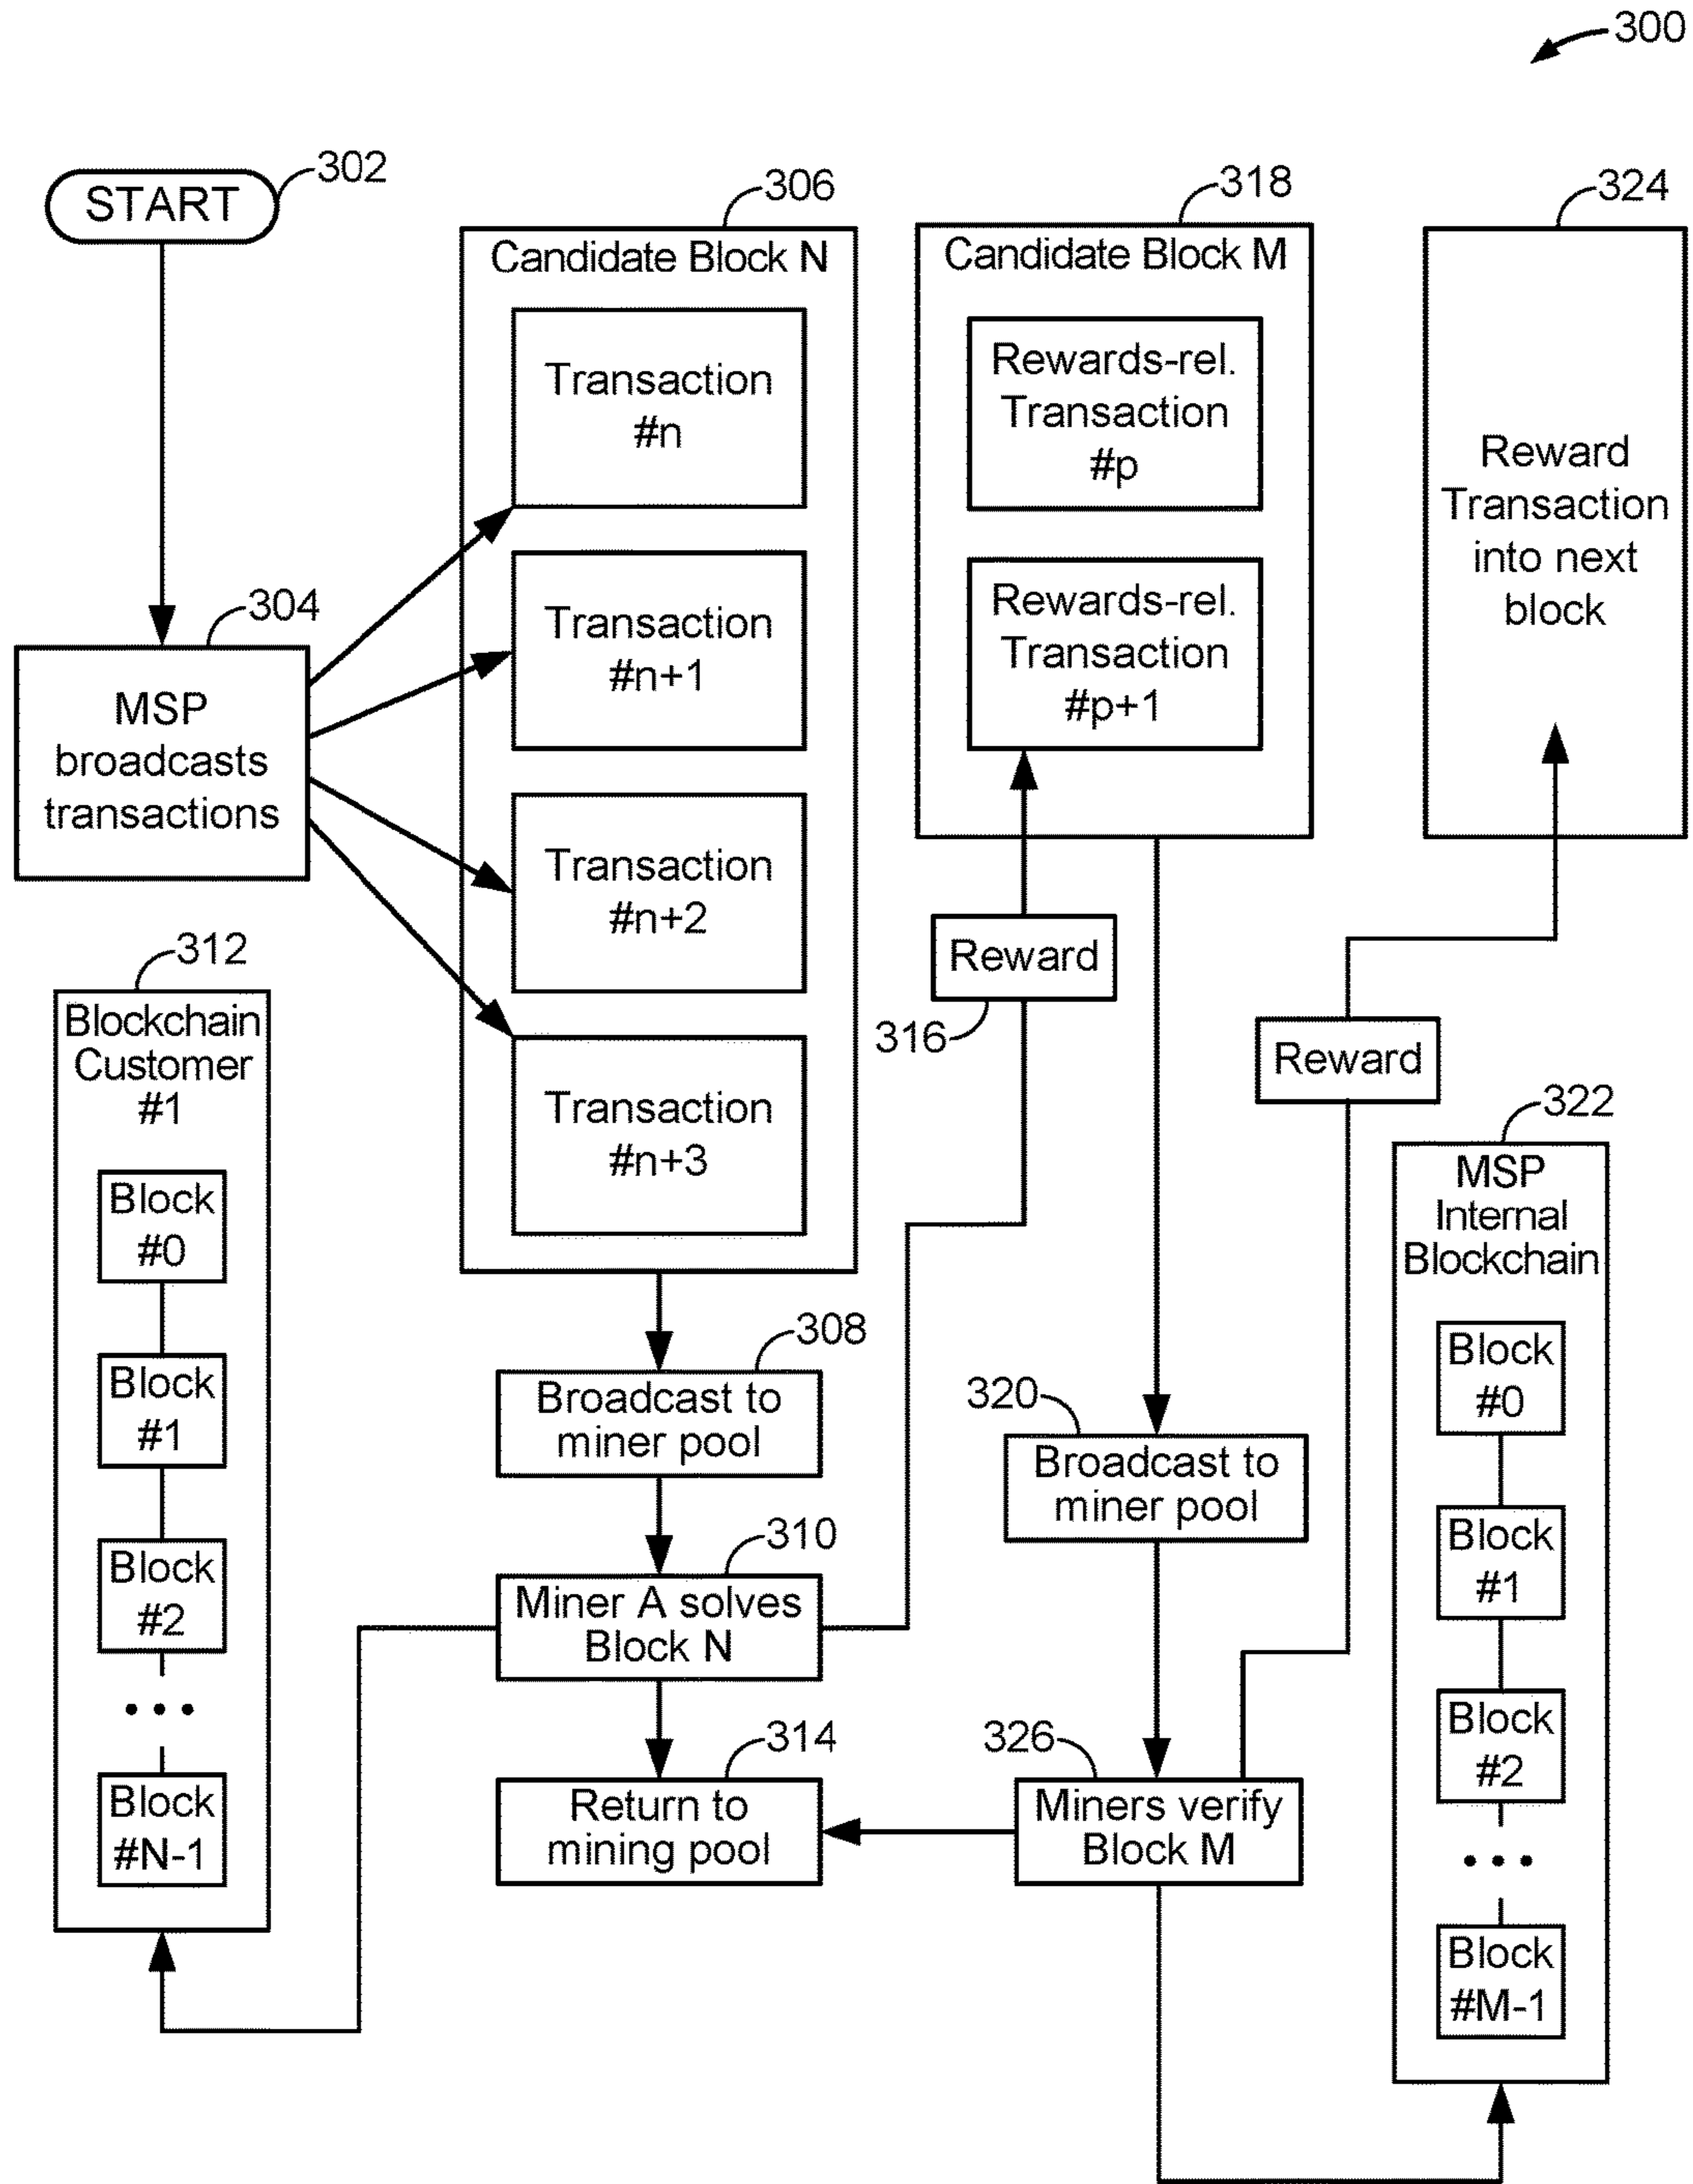 300
302
START
304
MSP
broadcasts
transactions
306
Candidate Block N
Transaction
#n
Transaction
#n+1
Transaction
#n+2
Transaction
#n+3
318
Candidate Block M
Rewards-rel.
Transaction
#p
Rewards-rel.
Transaction
#p+1
324
Reward
Transaction
into next
block
Reward
316
Reward
312
Blockchain
Customer
#1
Block
#0
Block
#1
Block
#2
• • •
Block
#N-1
308
Broadcast to
miner pool
310
Miner A solves
Block N
314
Return to
mining pool
320
Broadcast to
miner pool
326
Miners verify
Block M
322
MSP
Internal
Blockchain
Block
#0
Block
#1
Block
#2
• • •
Block
#M-1